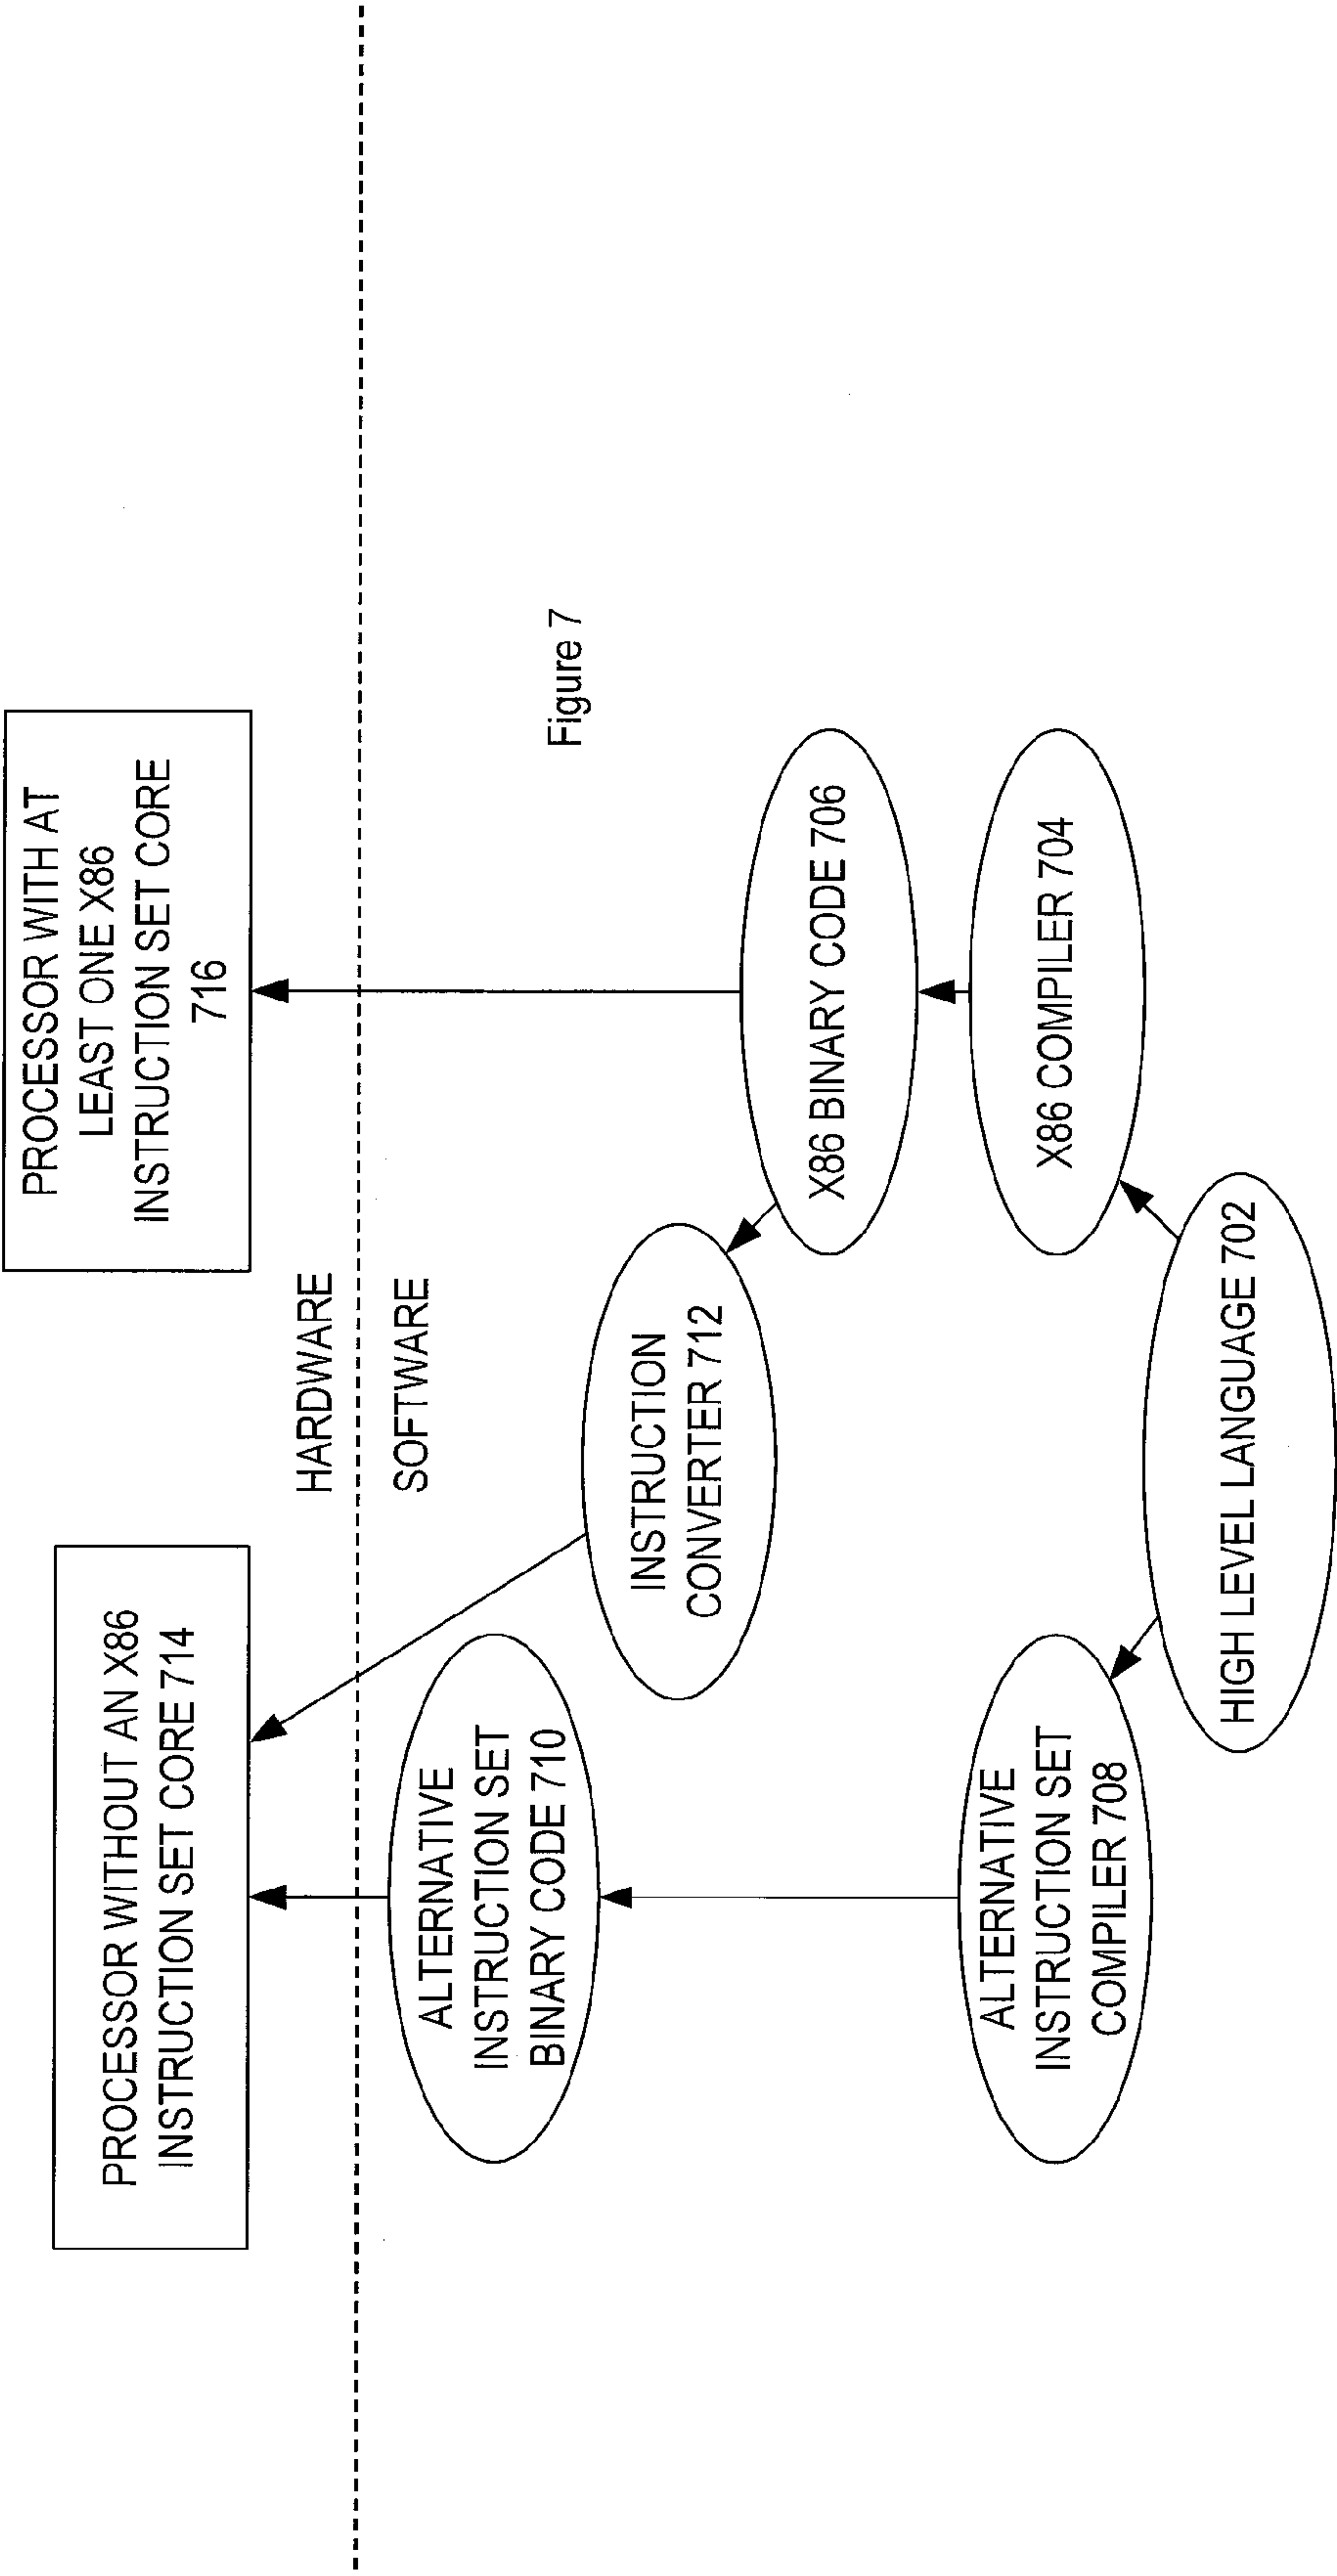 PROCESSOR WITHOUT AN X86
INSTRUCTION SET CORE 714
PROCESSOR WITH AT
LEAST ONE X86
INSTRUCTION SET CORE
716
HARDWARE
SOFTWARE
ALTERNATIVE
INSTRUCTION SET
BINARY CODE 710
INSTRUCTION
CONVERTER 712
Figure 7
X86 BINARY CODE 706
ALTERNATIVE
INSTRUCTION SET
COMPILER 708
X86 COMPILER 704
HIGH LEVEL LANGUAGE 702